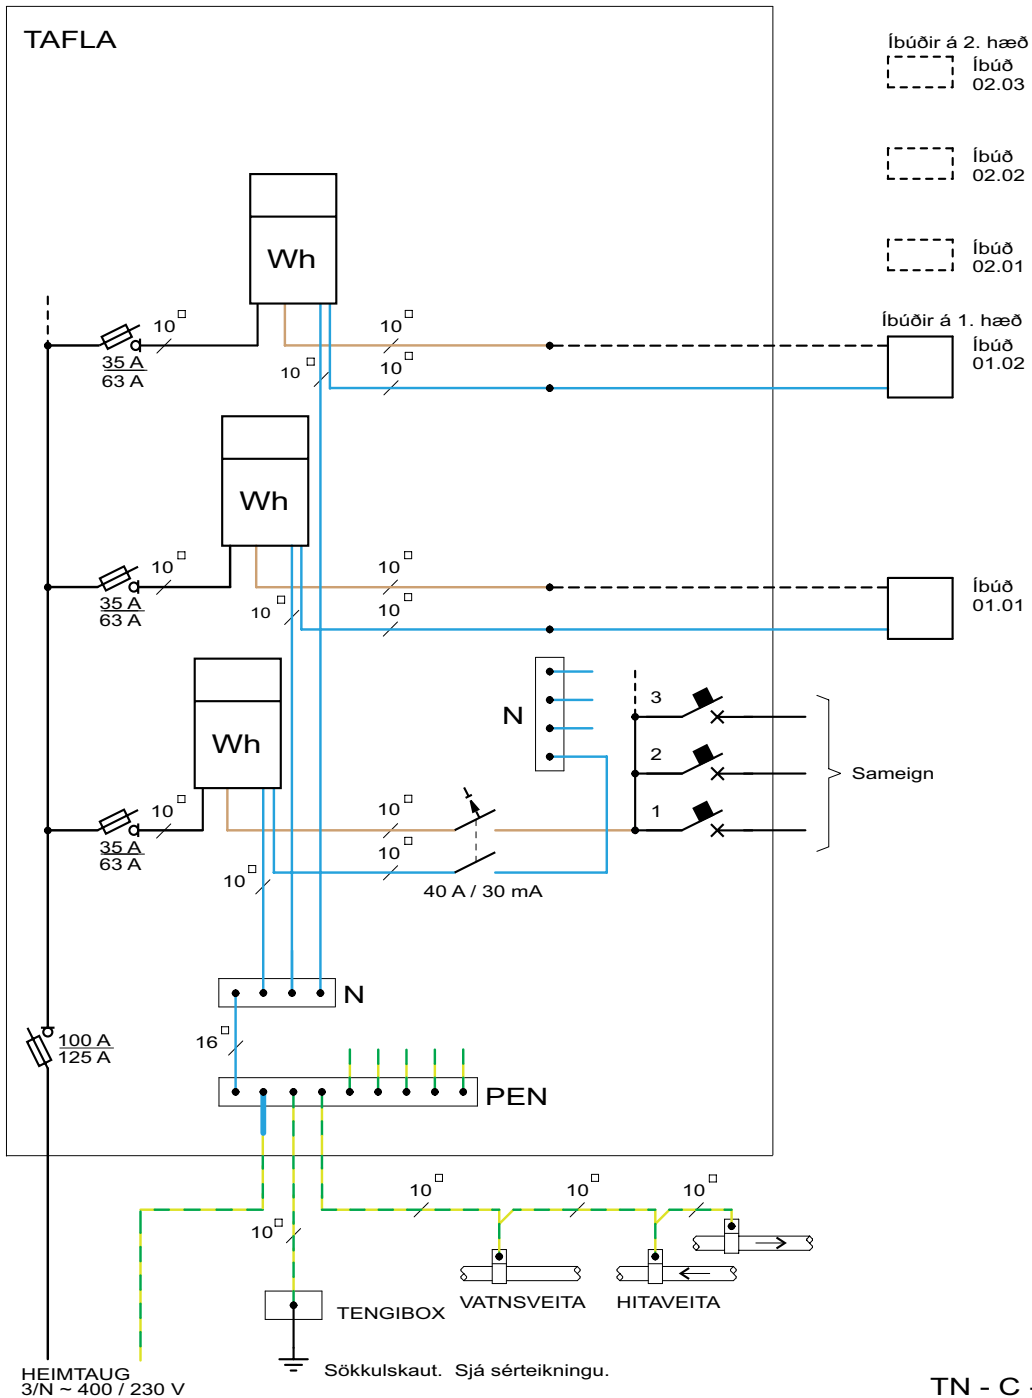 TAFLA
Íbúðir á 2. hæð
Íbúð
02.03
Íbúð
02.02
Íbúð
02.01
Wh
Íbúðir á 1. hæð
Íbúð
01.02
10 □
35 A
63 A
10 □
10 □
10 □
Wh
10 □
35 A
63 A
10 □
10 □
10 □
Íbúð
01.01
Wh
N
3
2
1
Sameign
10 □
35 A
63 A
10 □
10 □
10 □
40 A / 30 mA
N
100 A
125 A
16 □
PEN
10 □
10 □
10 □
10 □
TENGIBOX
VATNSVEITA
HITAVEITA
Sökkulskaut. Sjá sérteikningu.
HEIMTAUG
3/N ~ 400 / 230 V
TN - C -